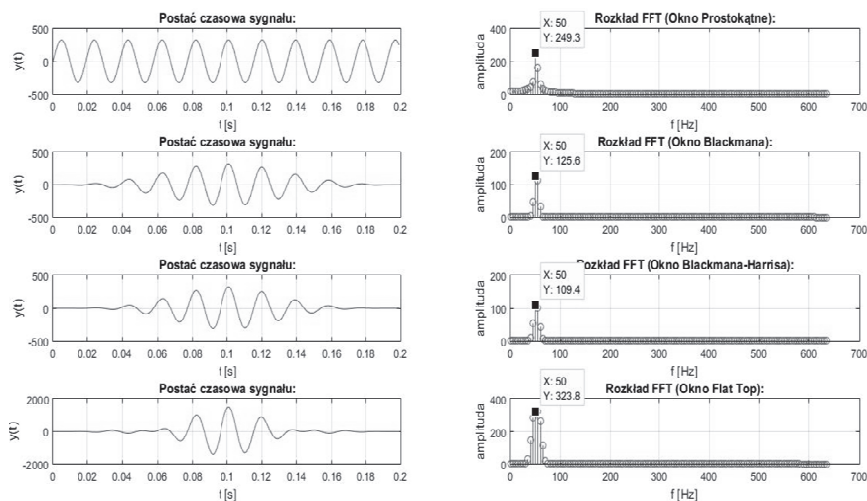 Postać czasowa sygnału:
500
0
-500
y(t)
0 0.02 0.04 0.06 0.08 0.1 0.12 0.14 0.16 0.18 0.2
t [s]
Rozkład FFT (Okno Prostokątne):
X: 50
Y: 249.3
400
200
0
amplituda
0 100 200 300 400 500 600 700
f [Hz]
Postać czasowa sygnału:
500
0
-500
y(t)
0 0.02 0.04 0.06 0.08 0.1 0.12 0.14 0.16 0.18 0.2
t [s]
Rozkład FFT (Okno Blackmana):
X: 50
Y: 125.6
200
100
0
amplituda
0 100 200 300 400 500 600 700
f [Hz]
Postać czasowa sygnału:
500
0
-500
y(t)
0 0.02 0.04 0.06 0.08 0.1 0.12 0.14 0.16 0.18 0.2
t [s]
Rozkład FFT (Okno Blackmana-Harrisa):
X: 50
Y: 109.4
200
100
0
amplituda
0 100 200 300 400 500 600 700
f [Hz]
Postać czasowa sygnału:
2000
0
-2000
y(t)
0 0.02 0.04 0.06 0.08 0.1 0.12 0.14 0.16 0.18 0.2
t [s]
Rozkład FFT (Okno Flat Top):
X: 50
Y: 323.8
400
200
0
amplituda
0 100 200 300 400 500 600 700
f [Hz]